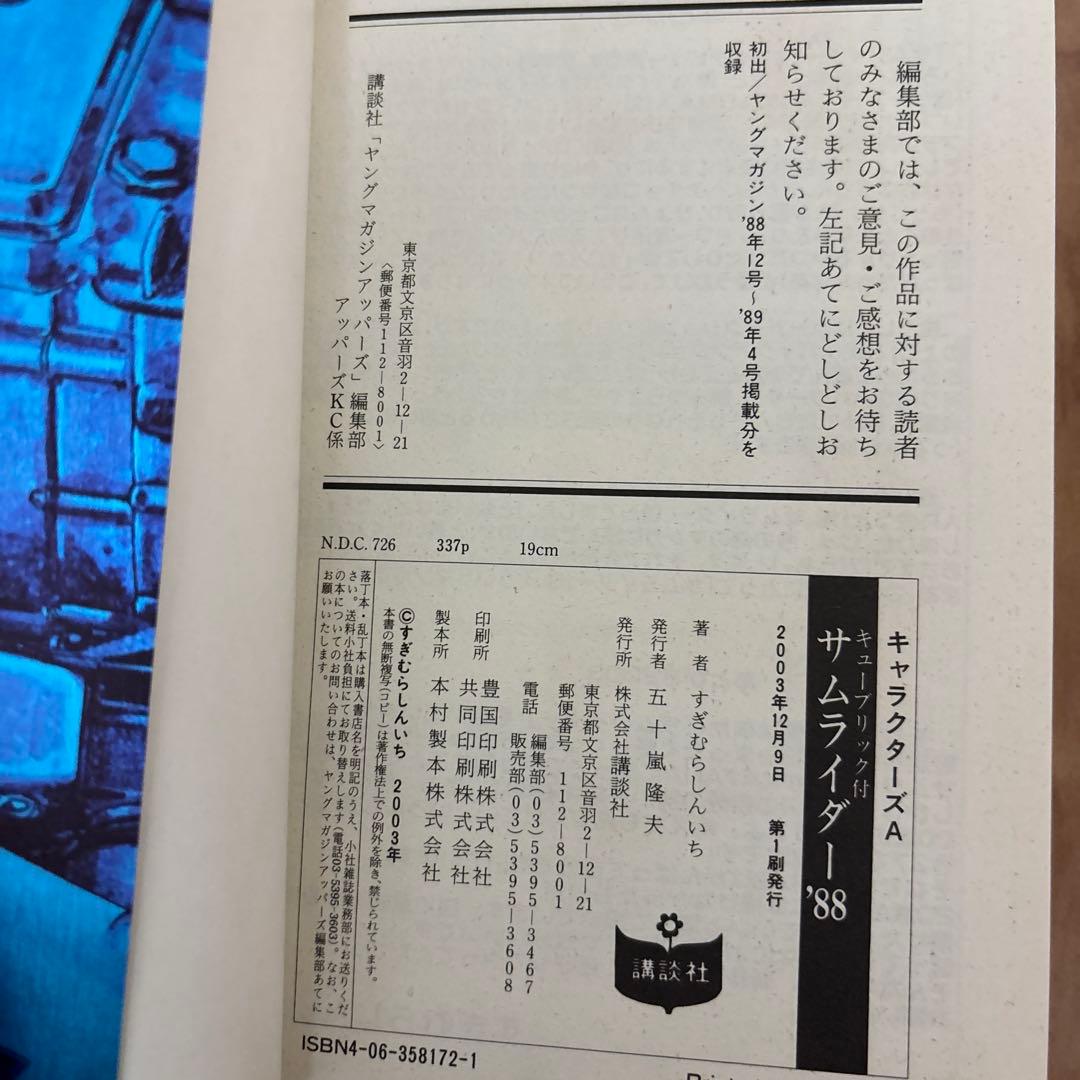 編集部では、この作品に対する読者
のみなさまのご意見・ご感想をお待ち
しております。左記あてにどしどしお
知らせください。
初出/ヤングマガジン'88年12号～'89年4号掲載分を
収録
東京都文京区音羽2―12―21
〈郵便番号112―8001〉
講談社「ヤングマガジンアッパーズ」編集部
アッパーズKC係
N.D.C. 726 337p 19cm
キャラクターズA
キューブリック付
サムライダー'88
2003年12月9日 第1刷発行
著者 すぎむらしんいち
発行者 五十嵐隆夫
発行所 株式会社講談社
東京都文京区音羽2―12―21
郵便番号 112―8001
電話 編集部(03)5395―3467
販売部(03)5395―3608
印刷所 豊国印刷株式会社
共同印刷株式会社
製本所 本村製本株式会社
©すぎむらしんいち 2003年
本書の無断複写(コピー)は著作権法上での例外を除き、禁じられています。
落丁本・乱丁本は購入書店名を明記のうえ、小社雑誌業務部にお送りくだ
さい。送料小社負担にてお取り替えします(電話03-5395-3603)。なお、こ
の本についてのお問い合わせは、ヤングマガジンアッパーズ編集部あてに
お願いいたします。
講談社
ISBN4-06-358172-1